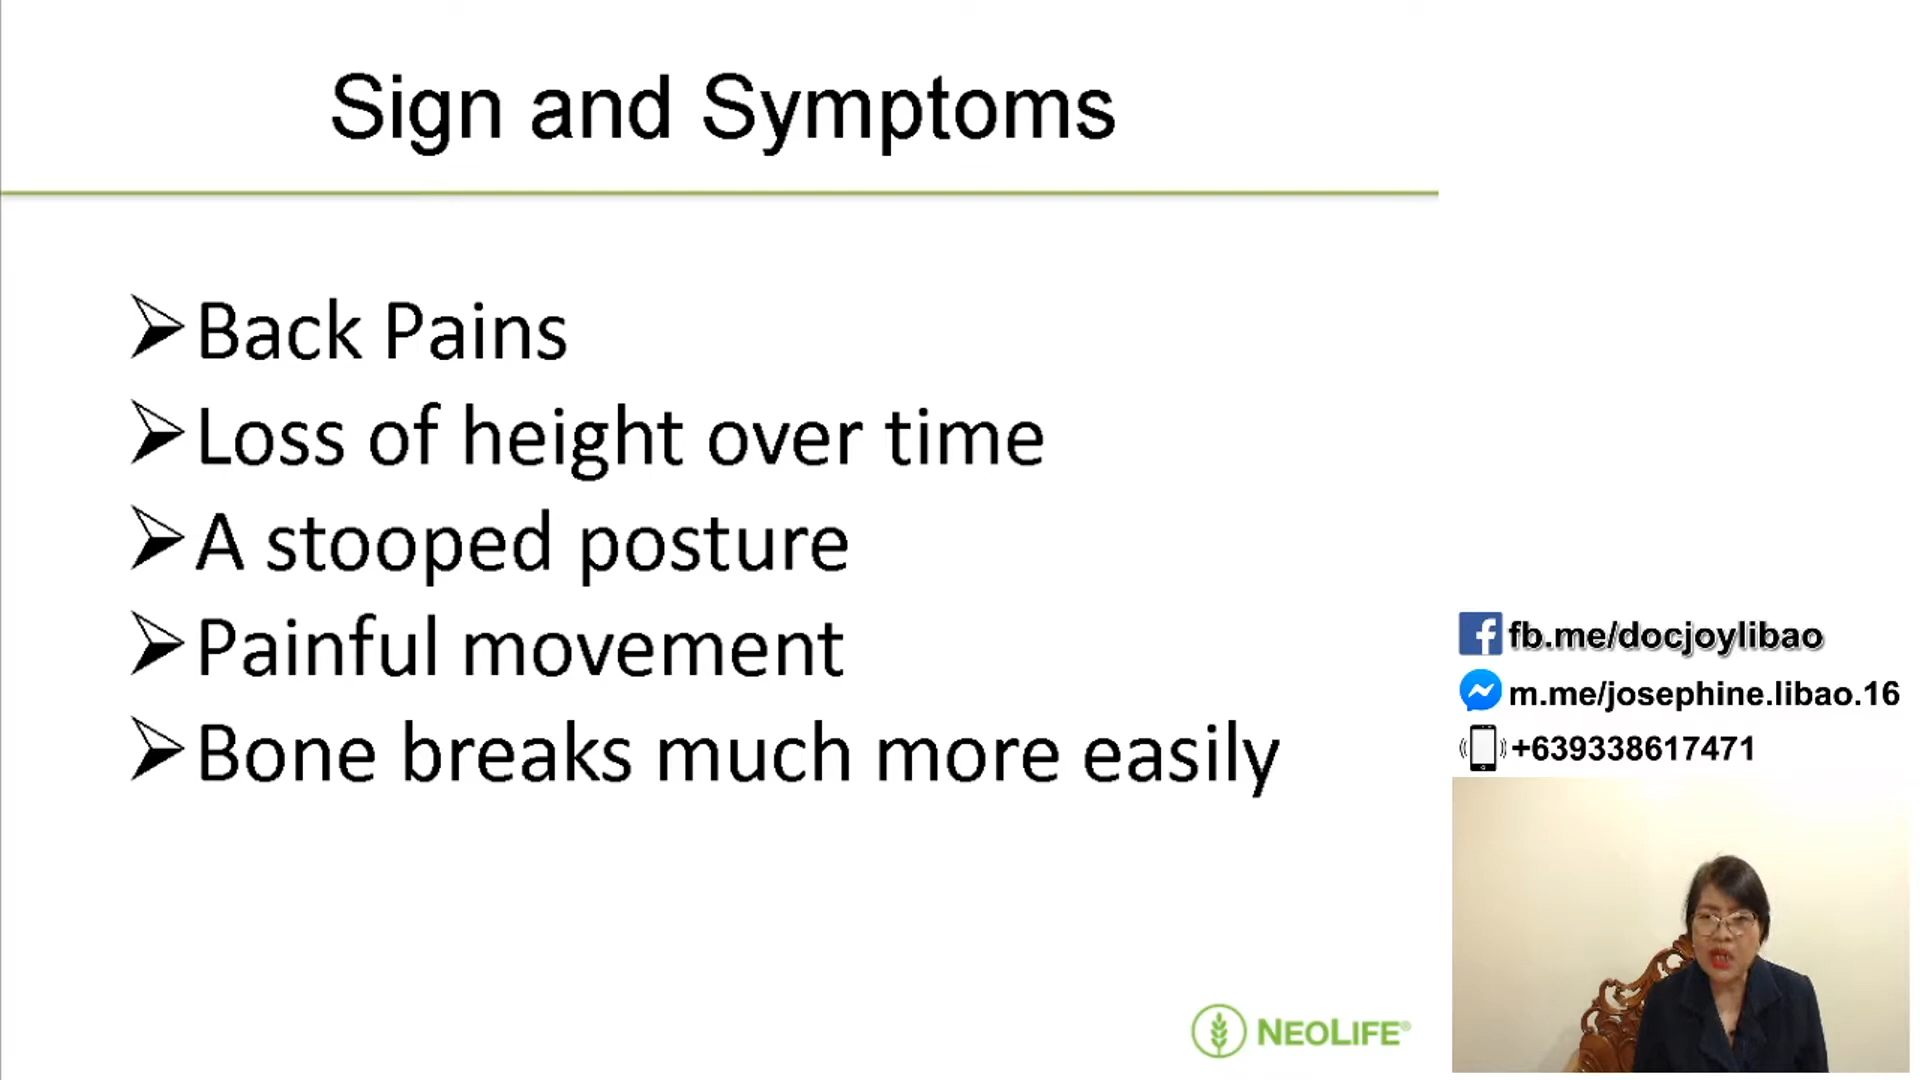 Sign and Symptoms
Back Pains
Loss of height over time
A stooped posture
Painful movement
Bone breaks much more easily
fb.me/docjoylibao
m.me/josephine.libao.16
+639338617471
NEOLIFE®